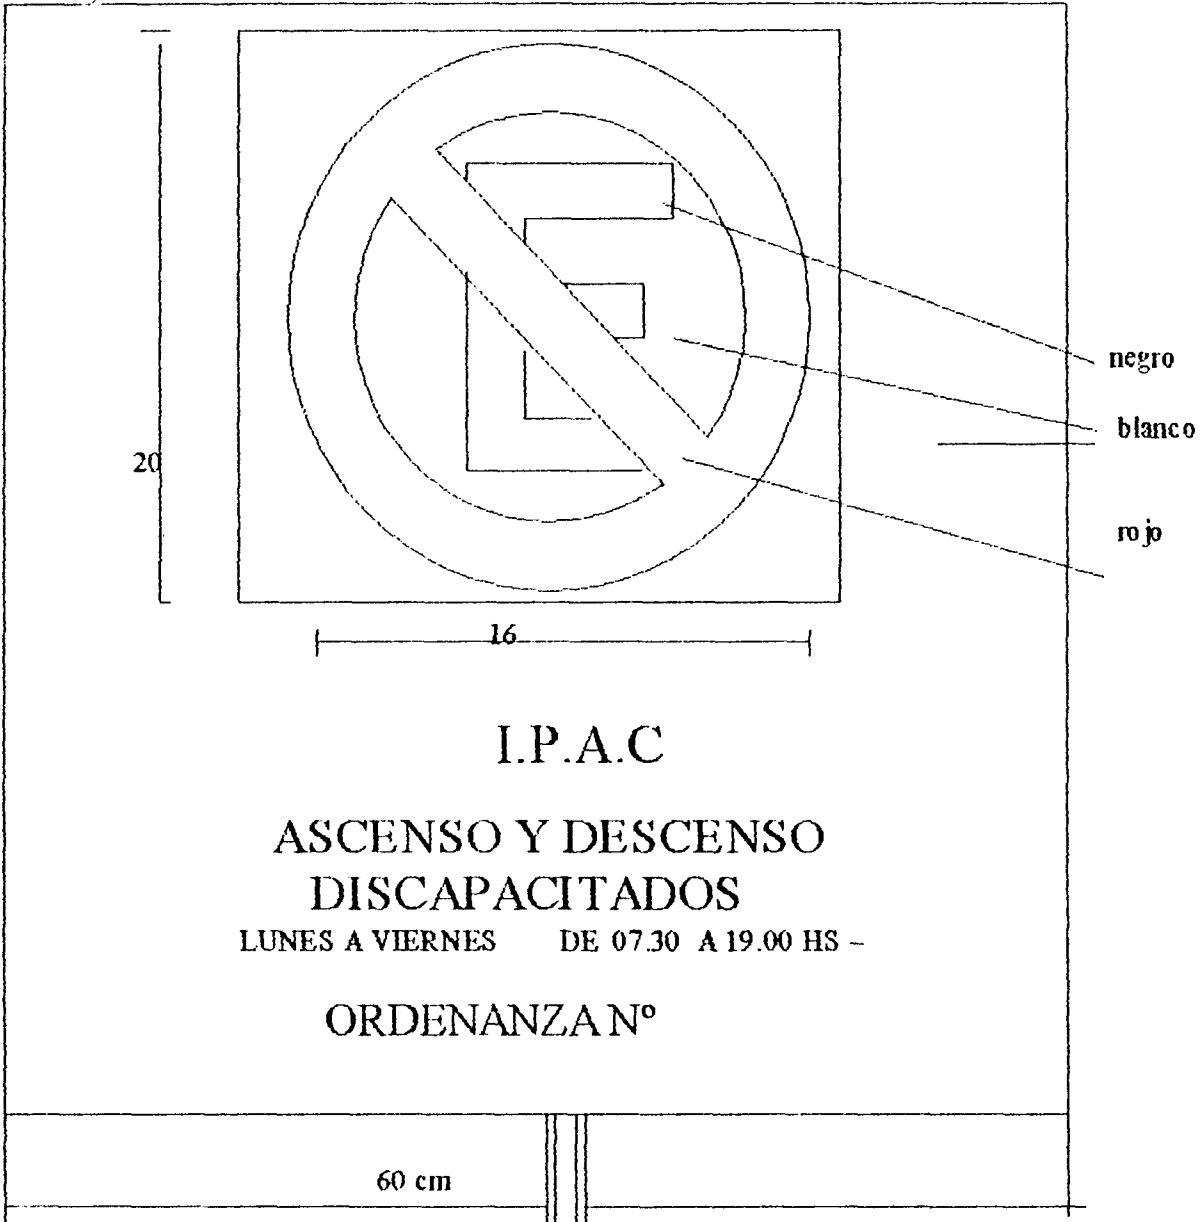 E
negro
blanco
20
rojo
16
I.P.A.C
ASCENSO Y DESCENSO
DISCAPACITADOS
LUNES A VIERNES DE 07.30 A 19.00 HS –
ORDENANZA Nº
60 cm